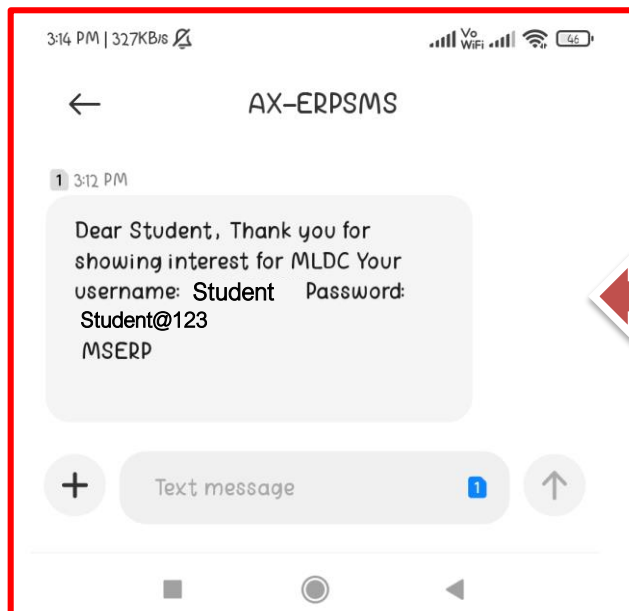 3:14 PM | 327KB/s Vo WiFi 46
AX-ERPSMS
1 3:12 PM
Dear Student, Thank you for
showing interest for MLDC Your
username: Student Password:
Student@123
MSERP
Text message 1